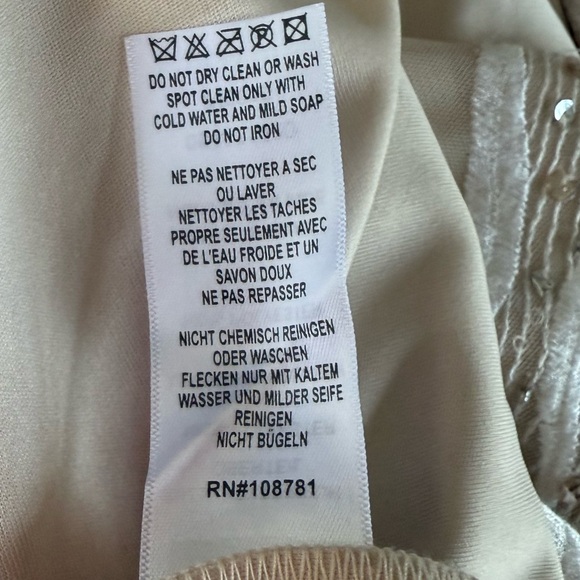 DO NOT DRY CLEAN OR WASH
SPOT CLEAN ONLY WITH
COLD WATER AND MILD SOAP
DO NOT IRON
NE PAS NETTOYER A SEC
OU LAVER
NETTOYER LES TACHES
PROPRE SEULEMENT AVEC
DE L'EAU FROIDE ET UN
SAVON DOUX
NE PAS REPASSER
NICHT CHEMISCH REINIGEN
ODER WASCHEN
FLECKEN NUR MIT KALTEM
WASSER UND MILDER SEIFE
REINIGEN
NICHT BÜGELN
RN#108781